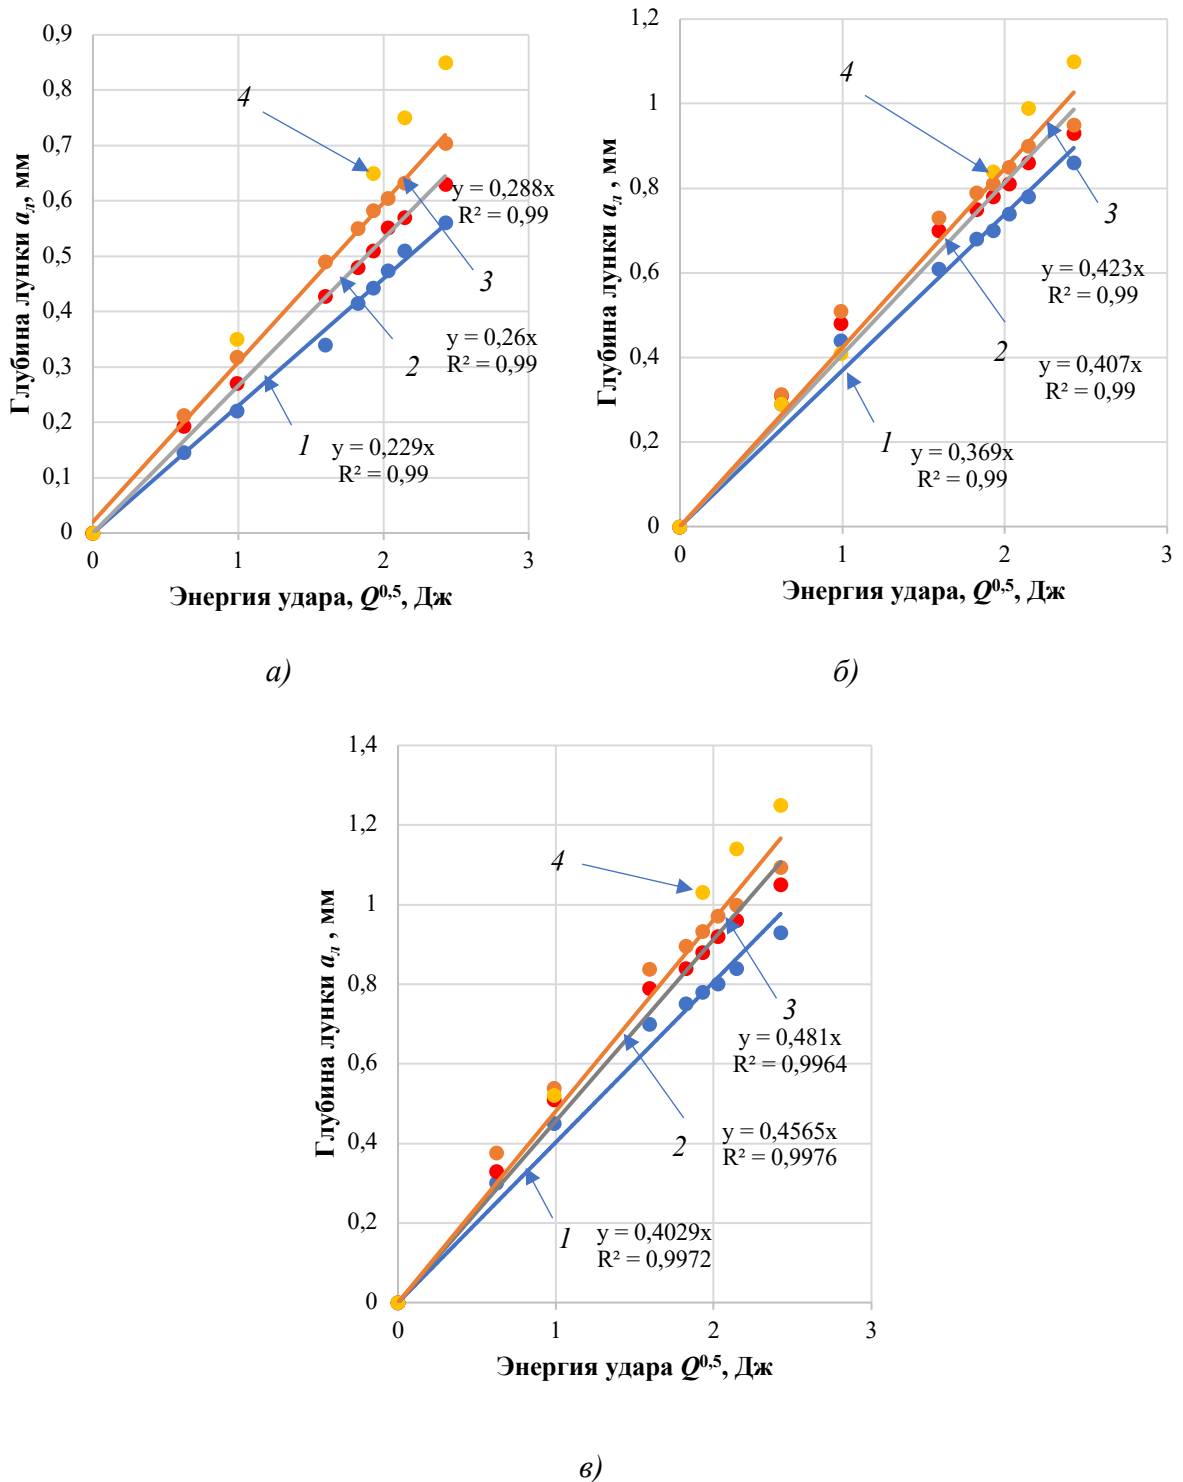 0,9
0,8
0,7
0,6
0,5
0,4
0,3
0,2
0,1
0
0
1
2
3
Глубина лунки aл, мм
Энергия удара, Q0,5, Дж
4
3
2
1
y = 0,288x
R² = 0,99
y = 0,26x
R² = 0,99
y = 0,229x
R² = 0,99
а)
1,2
1
0,8
0,6
0,4
0,2
0
0
1
2
3
Глубина лунки aл , мм
Энергия удара, Q0,5, Дж
4
3
2
1
y = 0,423x
R² = 0,99
y = 0,407x
R² = 0,99
y = 0,369x
R² = 0,99
б)
1,4
1,2
1
0,8
0,6
0,4
0,2
0
0
1
2
3
Глубина лунки aл , мм
Энергия удара Q0,5, Дж
4
3
y = 0,481x
R² = 0,9964
2
y = 0,4565x
R² = 0,9976
1
y = 0,4029x
R² = 0,9972
в)